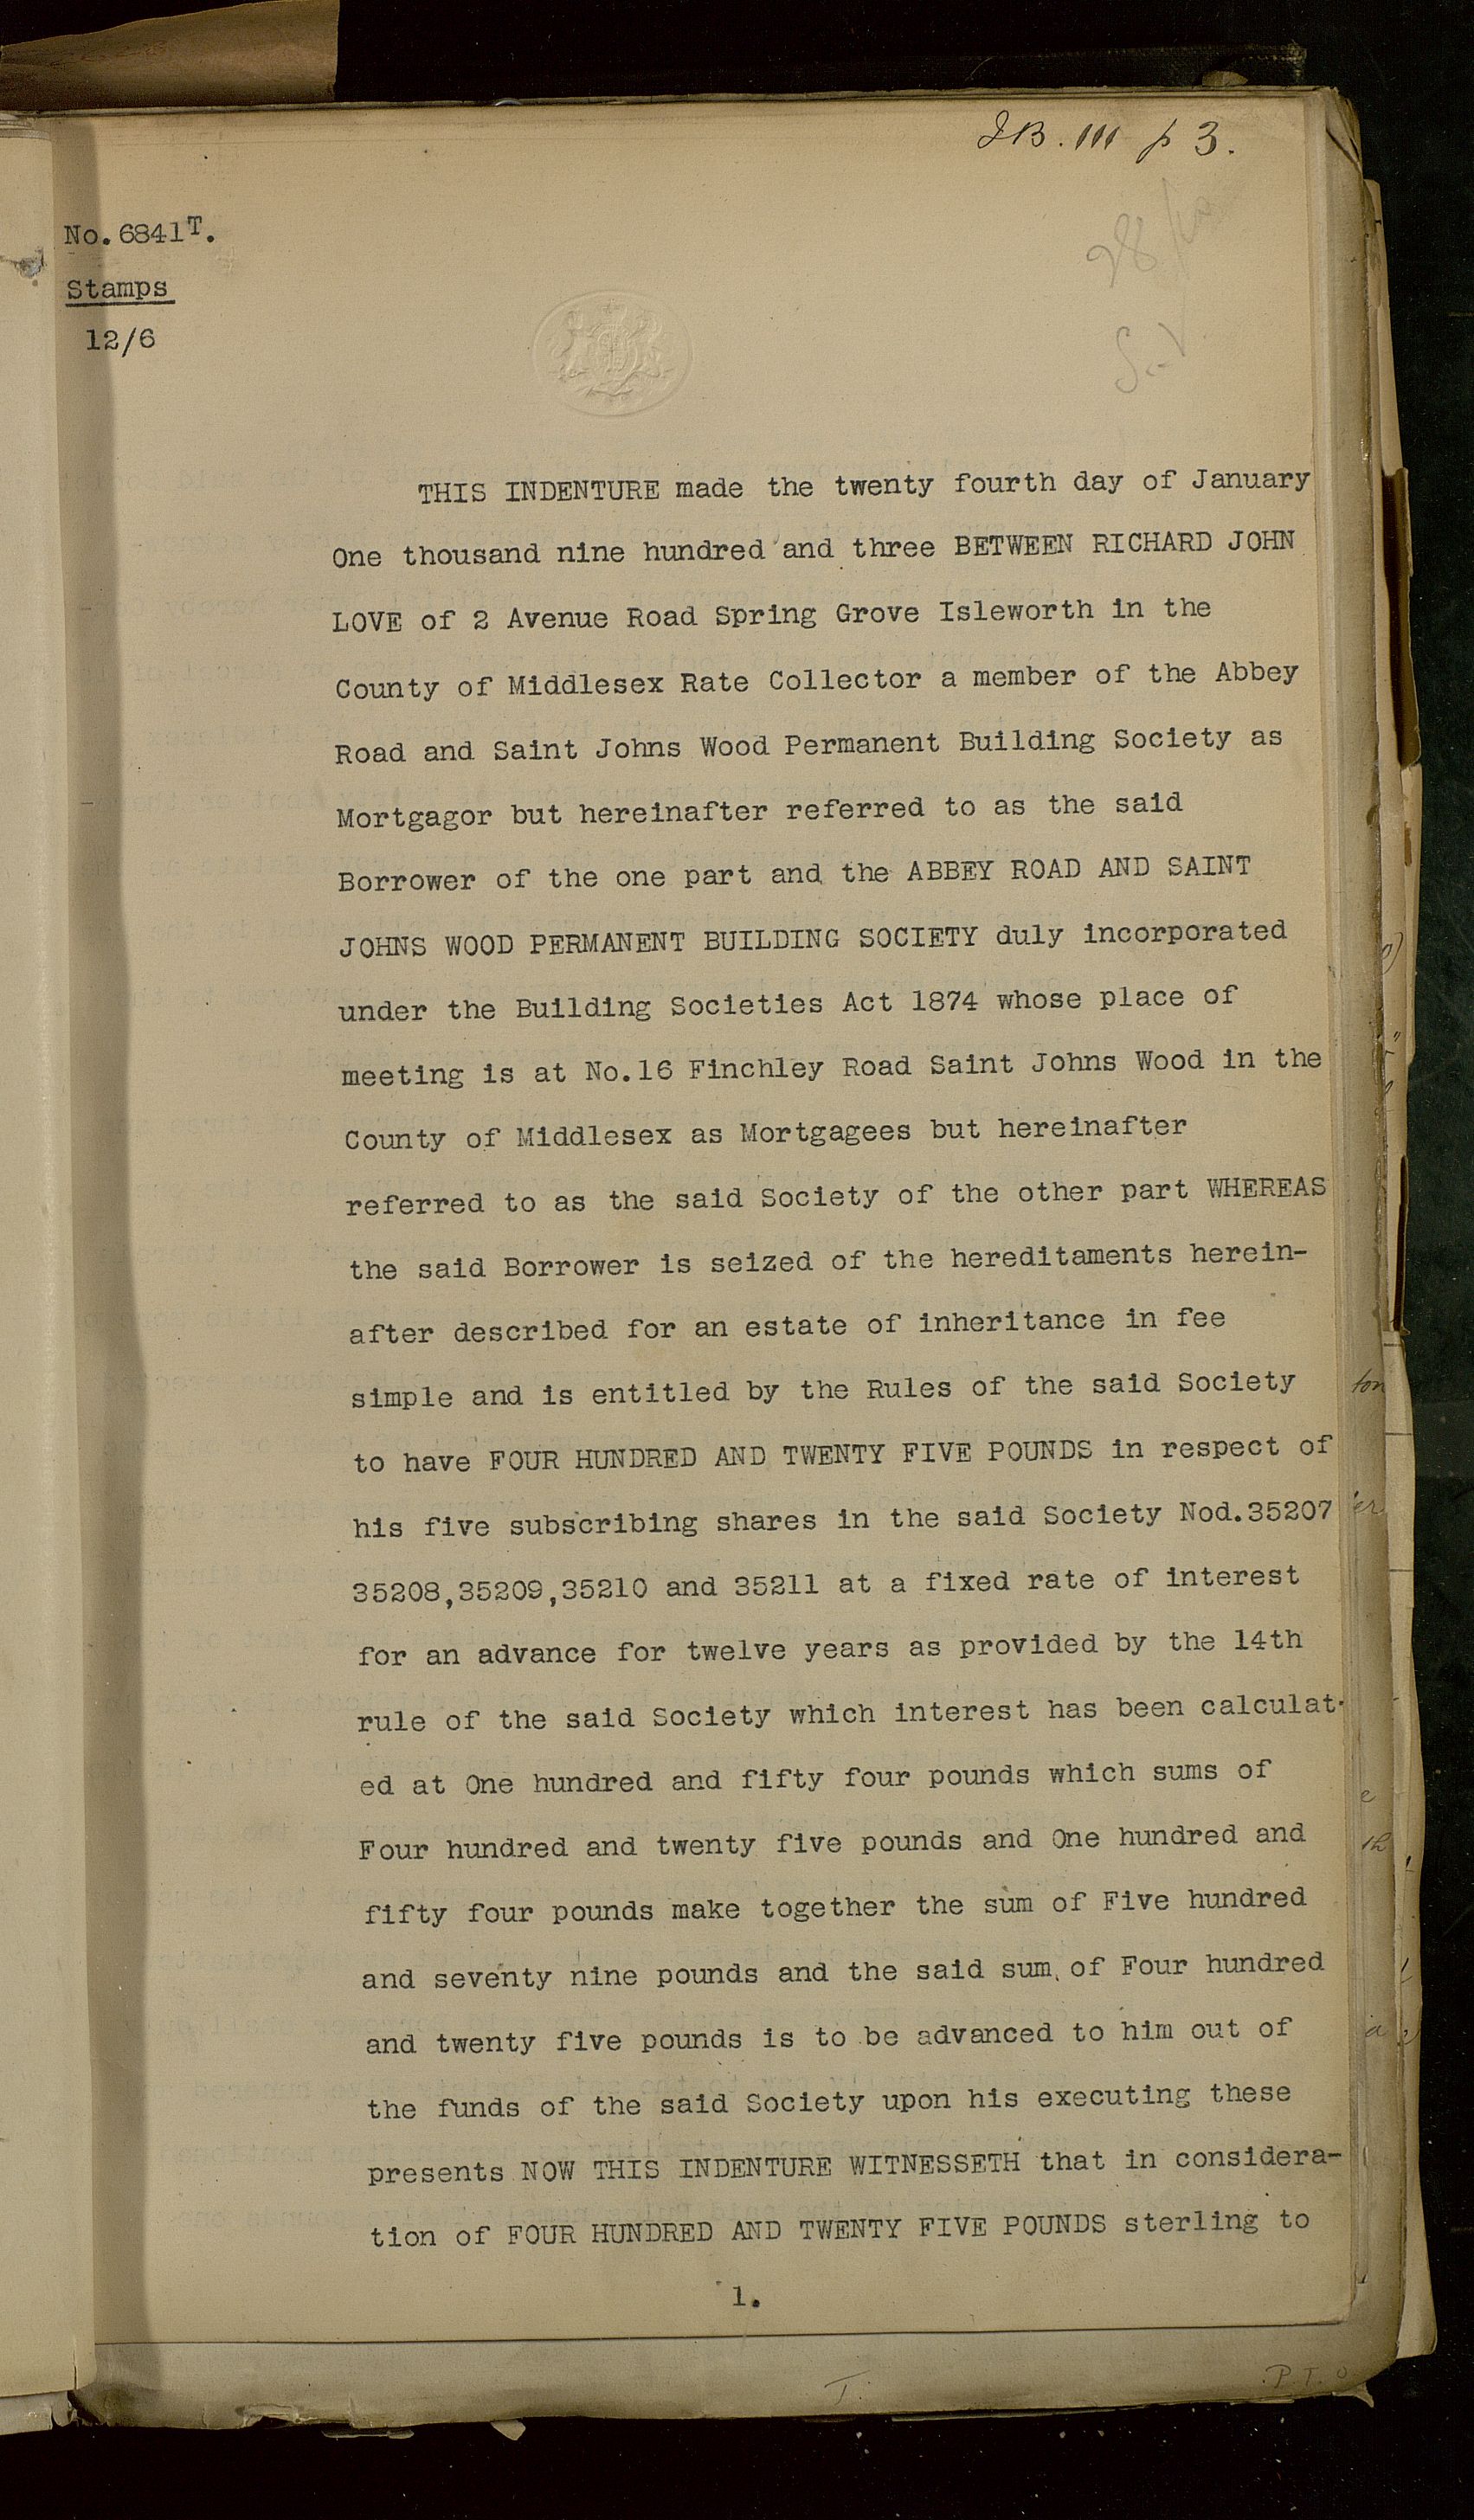 III p 3.
No.6841T.
Stamps
12/6
THIS INDENTURE made the twenty fourth day of January
One thousand nine hundred and three BETWEEN RICHARD JOHN
LOVE of 2 Avenue Road Spring Grove Isleworth in the
County of Middlesex Rate Collector a member of the Abbey
Road and Saint Johns Wood Permanent Building Society as
Mortgagor but hereinafter referred to as the said
Borrower of the one part and the ABBEY ROAD AND SAINT
JOHNS WOOD PERMANENT BUILDING SOCIETY duly incorporated
under the Building Societies Act 1874 whose place of
meeting is at No.16 Finchley Road Saint Johns Wood in the
County of Middlesex as Mortgagees but hereinafter
referred to as the said Society of the other part WHEREAS
the said Borrower is seized of the hereditaments herein-
after described for an estate of inheritance in fee
simple and is entitled by the Rules of the said Society
to have FOUR HUNDRED AND TWENTY FIVE POUNDS in respect of
his five subscribing shares in the said Society Nod.35207
35208,35209,35210 and 35211 at a fixed rate of interest
for an advance for twelve years as provided by the 14th
rule of the said Society which interest has been calculat-
ed at One hundred and fifty four pounds which sums of
Four hundred and twenty five pounds and One hundred and
fifty four pounds make together the sum of Five hundred
and seventy nine pounds and the said sum of Four hundred
and twenty five pounds is to be advanced to him out of
the funds of the said Society upon his executing these
presents NOW THIS INDENTURE WITNESSETH that in considera-
tion of FOUR HUNDRED AND TWENTY FIVE POUNDS sterling to
1.
P.T.O